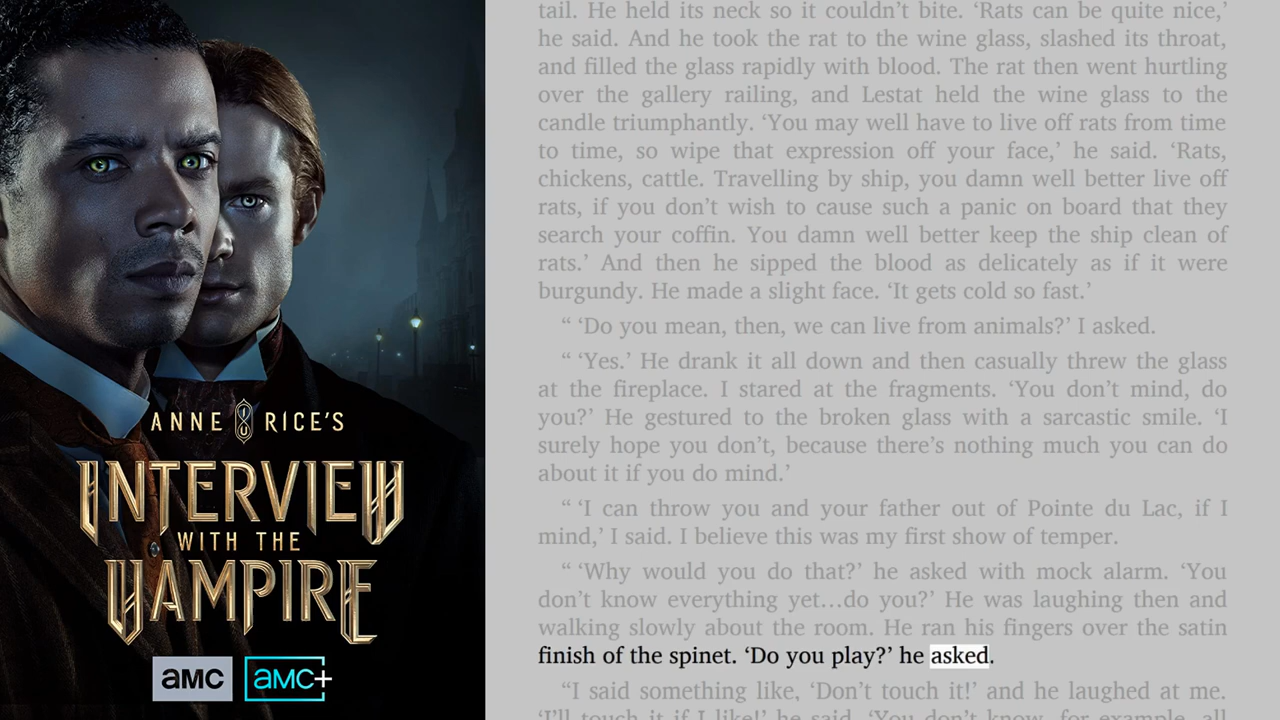 ANNE RICE'S
INTERVIEW
WITH THE
VAMPIRE
aMC
aMC+
tail. He held its neck so it couldn’t bite. ‘Rats can be quite nice,’
he said. And he took the rat to the wine glass, slashed its throat,
and filled the glass rapidly with blood. The rat then went hurtling
over the gallery railing, and Lestat held the wine glass to the
candle triumphantly. ‘You may well have to live off rats from time
to time, so wipe that expression off your face,’ he said. ‘Rats,
chickens, cattle. Travelling by ship, you damn well better live off
rats, if you don’t wish to cause such a panic on board that they
search your coffin. You damn well better keep the ship clean of
rats.’ And then he sipped the blood as delicately as if it were
burgundy. He made a slight face. ‘It gets cold so fast.’
“ ‘Do you mean, then, we can live from animals?’ I asked.
“ ‘Yes.’ He drank it all down and then casually threw the glass
at the fireplace. I stared at the fragments. ‘You don’t mind, do
you?’ He gestured to the broken glass with a sarcastic smile. ‘I
surely hope you don’t, because there’s nothing much you can do
about it if you do mind.’
“ ‘I can throw you and your father out of Pointe du Lac, if I
mind,’ I said. I believe this was my first show of temper.
“ ‘Why would you do that?’ he asked with mock alarm. ‘You
don’t know everything yet…do you?’ He was laughing then and
walking slowly about the room. He ran his fingers over the satin
finish of the spinet. ‘Do you play?’ he asked.
“I said something like, ‘Don’t touch it!’ and he laughed at me.
‘I’ll touch it if I like!’ he said. ‘You don’t know, for example, all